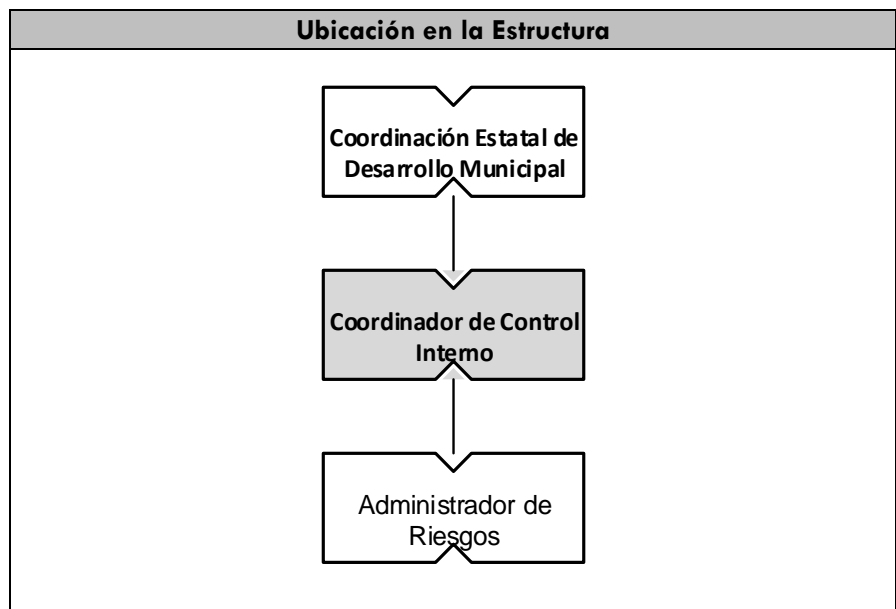 Ubicación en la Estructura
Coordinación Estatal de
Desarrollo Municipal
Coordinador de Control
Interno
Administrador de
Riesgos